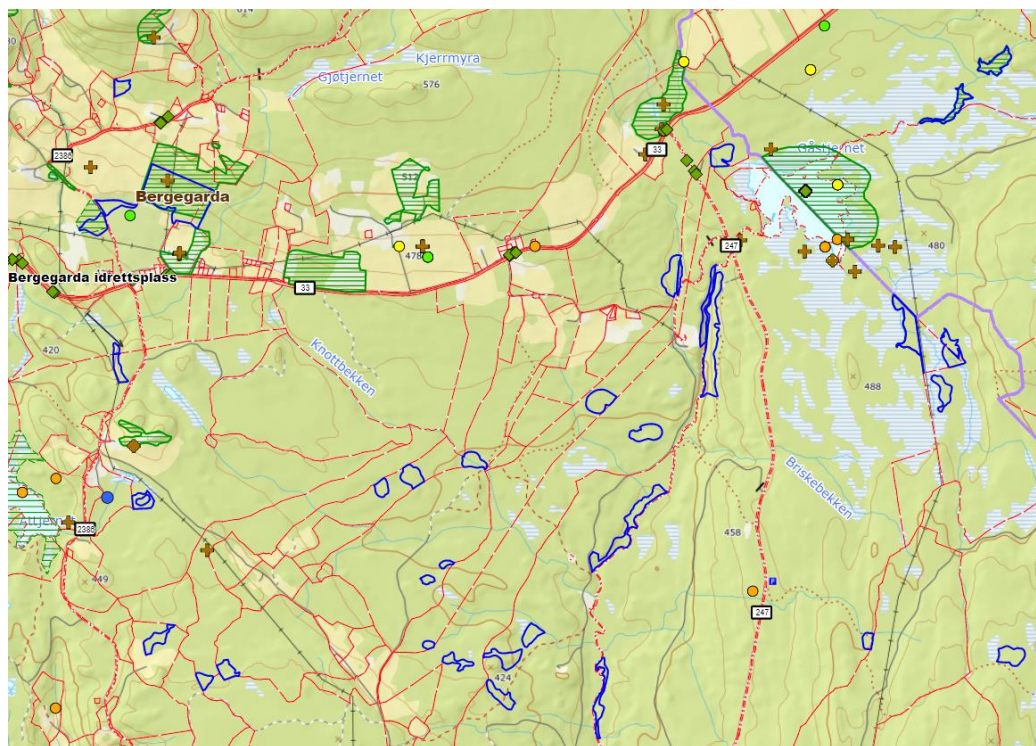 614
Kjerrmyra
Gjøtjernet
576
2386
33
Gåstjernet
512
Bergegarda
478
247
480
Bergegarda idrettsplass
33
420
Knottbekken
488
Briskebekken
458
2386
449
P
247
424